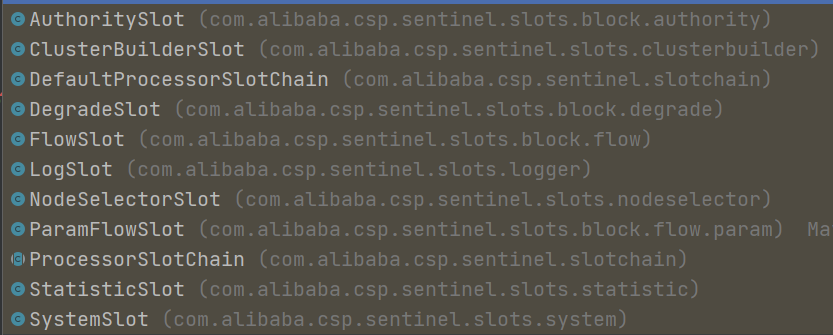 AuthoritySlot (com.alibaba.csp.sentinel.slots.block.authority)
ClusterBuilderSlot (com.alibaba.csp.sentinel.slots.clusterbuilder)
DefaultProcessorSlotChain (com.alibaba.csp.sentinel.slotchain)
DegradeSlot (com.alibaba.csp.sentinel.slots.block.degrade)
FlowSlot (com.alibaba.csp.sentinel.slots.block.flow)
LogSlot (com.alibaba.csp.sentinel.slots.logger)
NodeSelectorSlot (com.alibaba.csp.sentinel.slots.nodeselector)
ParamFlowSlot (com.alibaba.csp.sentinel.slots.block.flow.param) Ma
ProcessorSlotChain (com.alibaba.csp.sentinel.slotchain)
StatisticSlot (com.alibaba.csp.sentinel.slots.statistic)
SystemSlot (com.alibaba.csp.sentinel.slots.system)